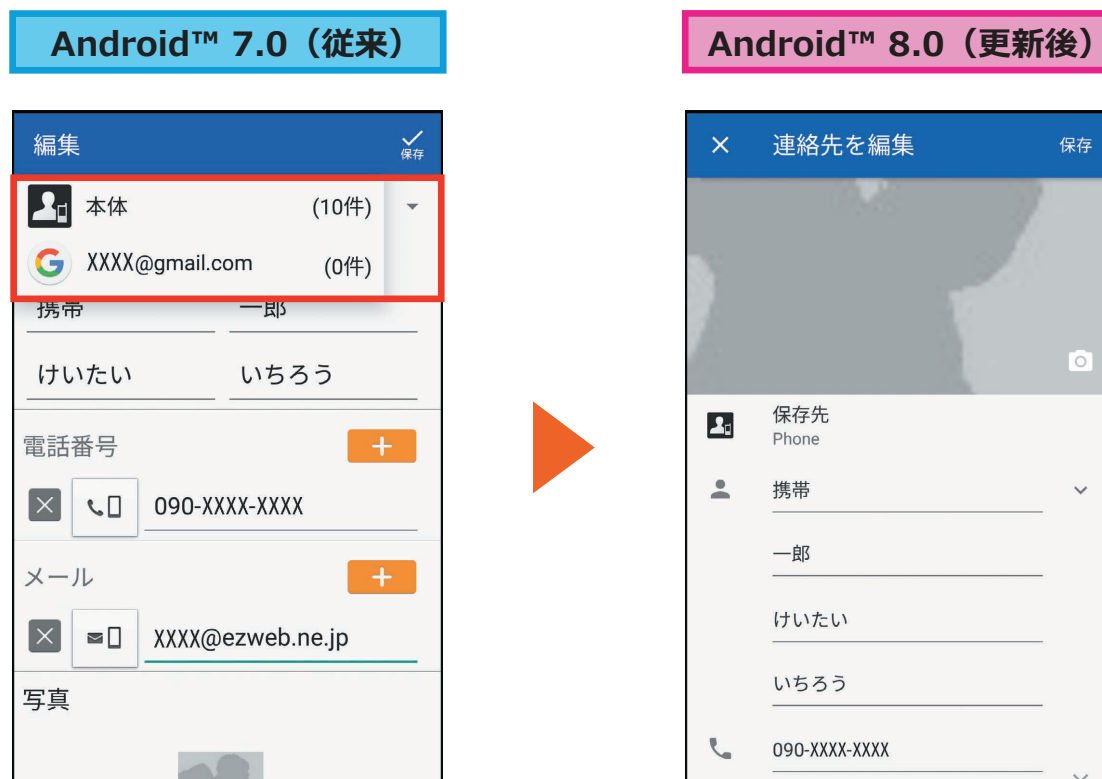 Android™ 7.0（従来）
編集
保存
本体 (10件)
XXXX@gmail.com (0件)
携帯 一郎
けいたい いちろう
電話番号
090-XXXX-XXXX
メール
XXXX@ezweb.ne.jp
写真
Android™ 8.0（更新後）
連絡先を編集 保存
保存先
Phone
携帯
一郎
けいたい
いちろう
090-XXXX-XXXX